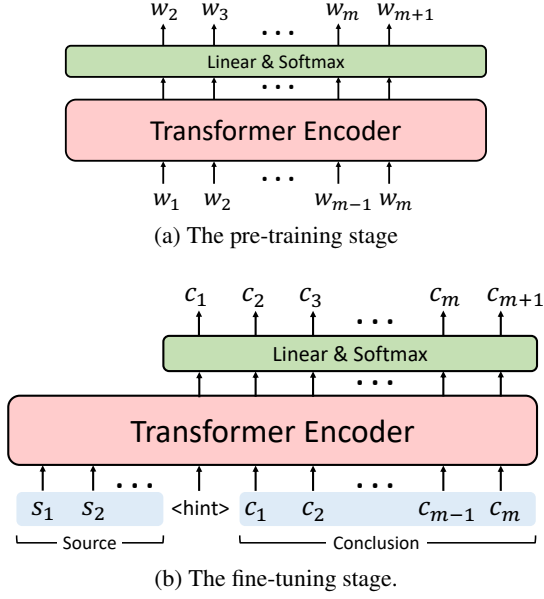 w₂ w₃ ... wₘ wₘ₊₁
Linear & Softmax
...
Transformer Encoder
w₁ w₂ ... wₘ₋₁ wₘ
(a) The pre-training stage
c₁ c₂ c₃ ... cₘ cₘ₊₁
Linear & Softmax
...
Transformer Encoder
s₁ s₂ ... <hint> c₁ c₂ ... cₘ₋₁ cₘ
Source Conclusion
(b) The fine-tuning stage.